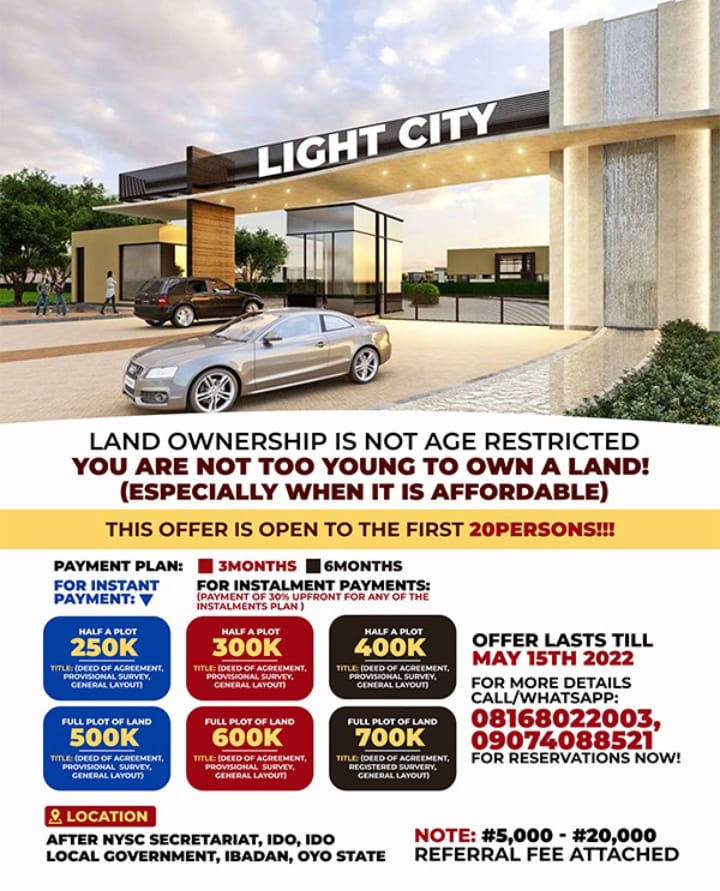 LIGHT CITY
LAND OWNERSHIP IS NOT AGE RESTRICTED
YOU ARE NOT TOO YOUNG TO OWN A LAND!
(ESPECIALLY WHEN IT IS AFFORDABLE)
THIS OFFER IS OPEN TO THE FIRST 20PERSONS!!!
PAYMENT PLAN: 3MONTHS 6MONTHS
FOR INSTANT
PAYMENT:
FOR INSTALMENT PAYMENTS:
(PAYMENT OF 30% UPFRONT FOR ANY OF THE
INSTALMENTS PLAN )
HALF A PLOT
250K
TITLE: (DEED OF AGREEMENT,
PROVISIONAL SURVEY,
GENERAL LAYOUT)
HALF A PLOT
300K
TITLE: (DEED OF AGREEMENT,
PROVISIONAL SURVEY,
GENERAL LAYOUT)
HALF A PLOT
400K
TITLE: (DEED OF AGREEMENT,
PROVISIONAL SURVEY,
GENERAL LAYOUT)
FULL PLOT OF LAND
500K
TITLE: (DEED OF AGREEMENT,
PROVISIONAL SURVEY,
GENERAL LAYOUT)
FULL PLOT OF LAND
600K
TITLE: (DEED OF AGREEMENT,
PROVISIONAL SURVEY,
GENERAL LAYOUT)
FULL PLOT OF LAND
700K
TITLE: (DEED OF AGREEMENT,
REGISTERED SURVERY,
GENERAL LAYOUT)
OFFER LASTS TILL
MAY 15TH 2022
FOR MORE DETAILS
CALL/WHATSAPP:
08168022003,
09074088521
FOR RESERVATIONS NOW!
LOCATION
AFTER NYSC SECRETARIAT, IDO, IDO
LOCAL GOVERNMENT, IBADAN, OYO STATE
NOTE: #5,000 - #20,000
REFERRAL FEE ATTACHED